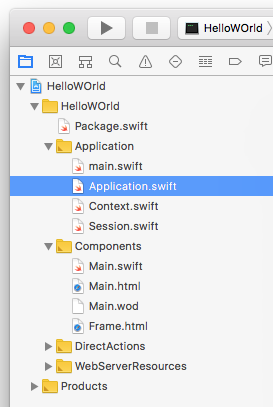 HelloWOrld
HelloWOrld
HelloWOrld
Package.swift
Application
main.swift
Application.swift
Context.swift
Session.swift
Components
Main.swift
Main.html
Main.wod
Frame.html
DirectActions
WebServerResources
Products